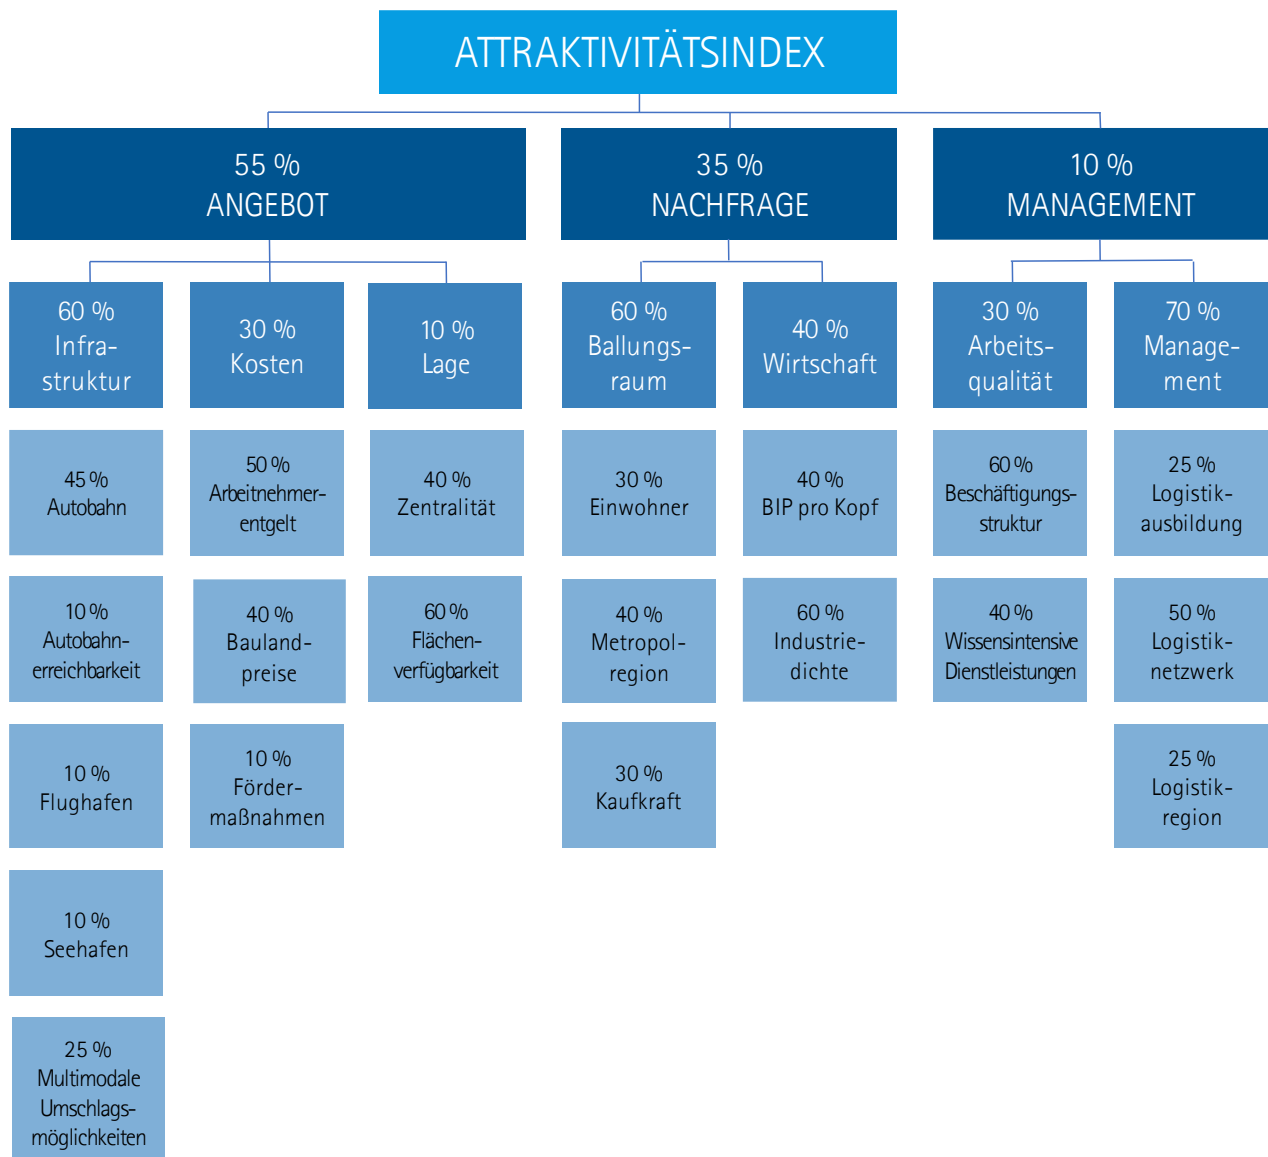 ATTRAKTIVITÄTSINDEX
55 %
ANGEBOT
35 %
NACHFRAGE
10 %
MANAGEMENT
60 %
Infra-
struktur
30 %
Kosten
10 %
Lage
60 %
Ballungs-
raum
40 %
Wirtschaft
30 %
Arbeits-
qualität
70 %
Manage-
ment
45 %
Autobahn
50 %
Arbeitnehmer-
entgelt
40 %
Zentralität
30 %
Einwohner
40 %
BIP pro Kopf
60 %
Beschäftigungs-
struktur
25 %
Logistik-
ausbildung
10 %
Autobahn-
erreichbarkeit
40 %
Bauland-
preise
60 %
Flächen-
verfügbarkeit
40 %
Metropol-
region
60 %
Industrie-
dichte
40 %
Wissensintensive
Dienstleistungen
50 %
Logistik-
netzwerk
10 %
Flughafen
10 %
Förder-
maßnahmen
30 %
Kaufkraft
25 %
Logistik-
region
10 %
Seehafen
25 %
Multimodale
Umschlags-
möglichkeiten